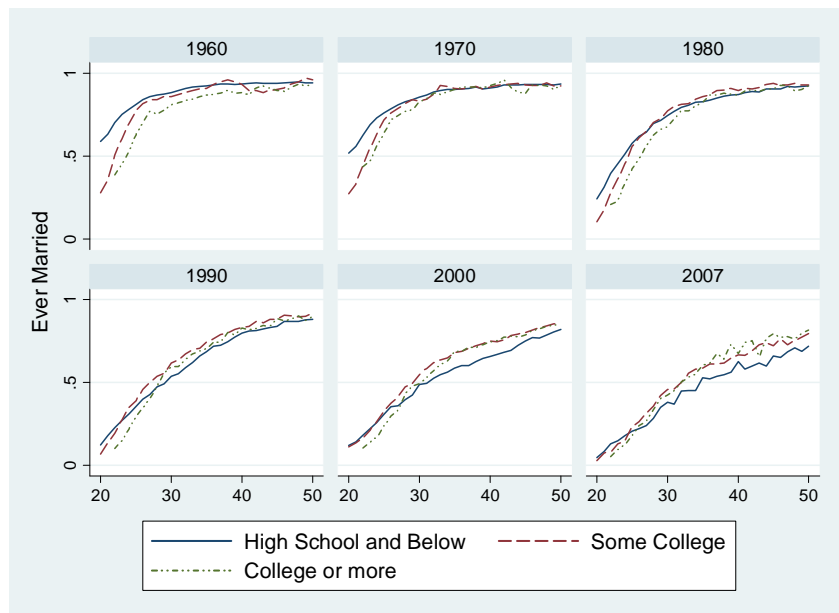 1960 1970 1980
1
.5
0
1990 2000 2007
1
.5
0
Ever Married
20 30 40 50 20 30 40 50 20 30 40 50
High School and Below Some College
College or more